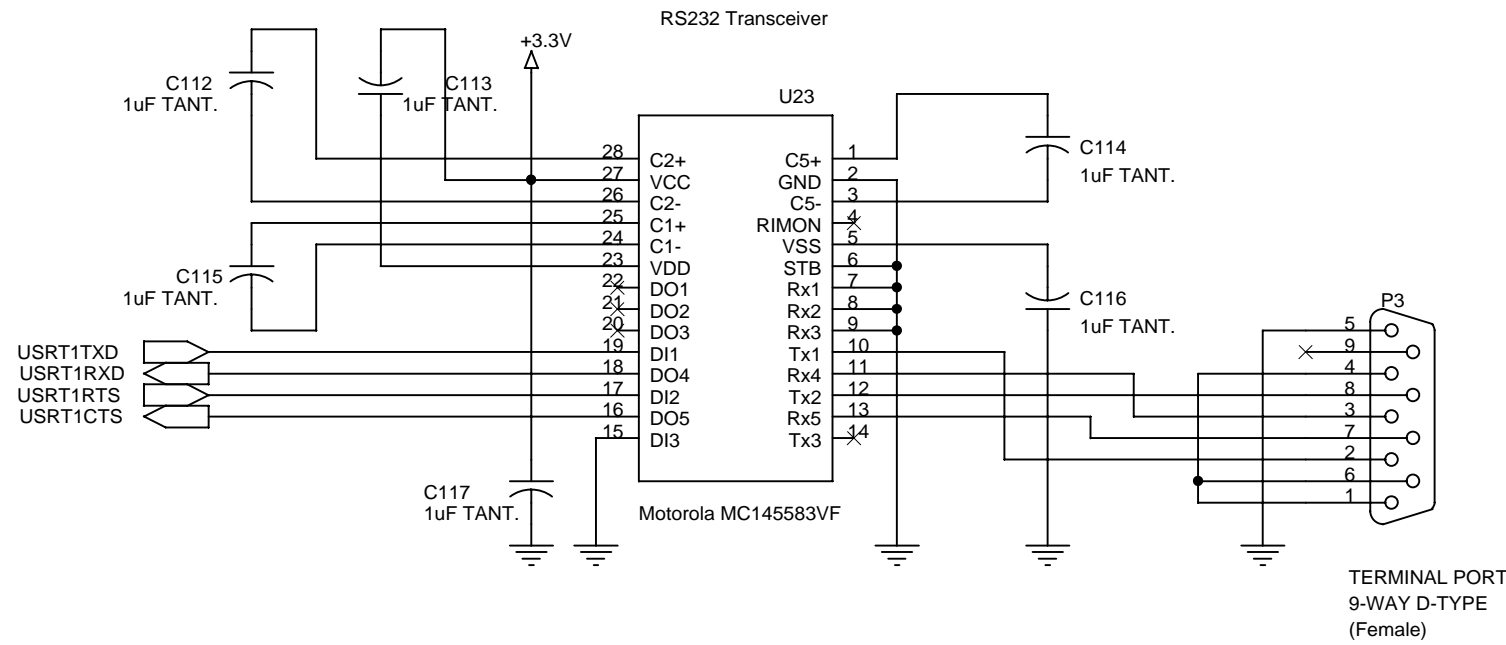 RS232 Transceiver
+3.3V
C112
1uF TANT.
C113
1uF TANT.
U23
C114
1uF TANT.
28 C2+
27 VCC
26 C2-
25 C1+
24 C1-
23 VDD
22 DO1
21 DO2
20 DO3
19 DI1
18 DO4
17 DI2
16 DO5
15 DI3
C5+ 1
GND 2
C5- 3
RIMON 4
VSS 5
STB 6
Rx1 7
Rx2 8
Rx3 9
Tx1 10
Rx4 11
Tx2 12
Rx5 13
Tx3 14
C115
1uF TANT.
C116
1uF TANT.
USRT1TXD
USRT1RXD
USRT1RTS
USRT1CTS
C117
1uF TANT.
Motorola MC145583VF
P3
5
9
4
8
3
7
2
6
1
TERMINAL PORT
9-WAY D-TYPE
(Female)